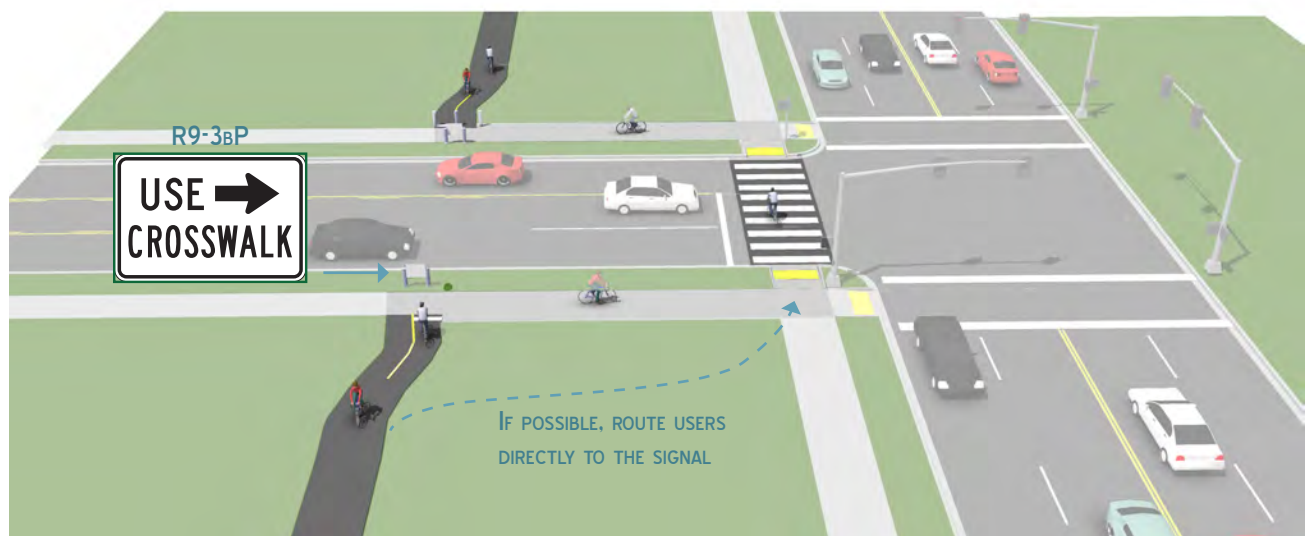 R9-3BP
USE
CROSSWALK
IF POSSIBLE, ROUTE USERS
DIRECTLY TO THE SIGNAL